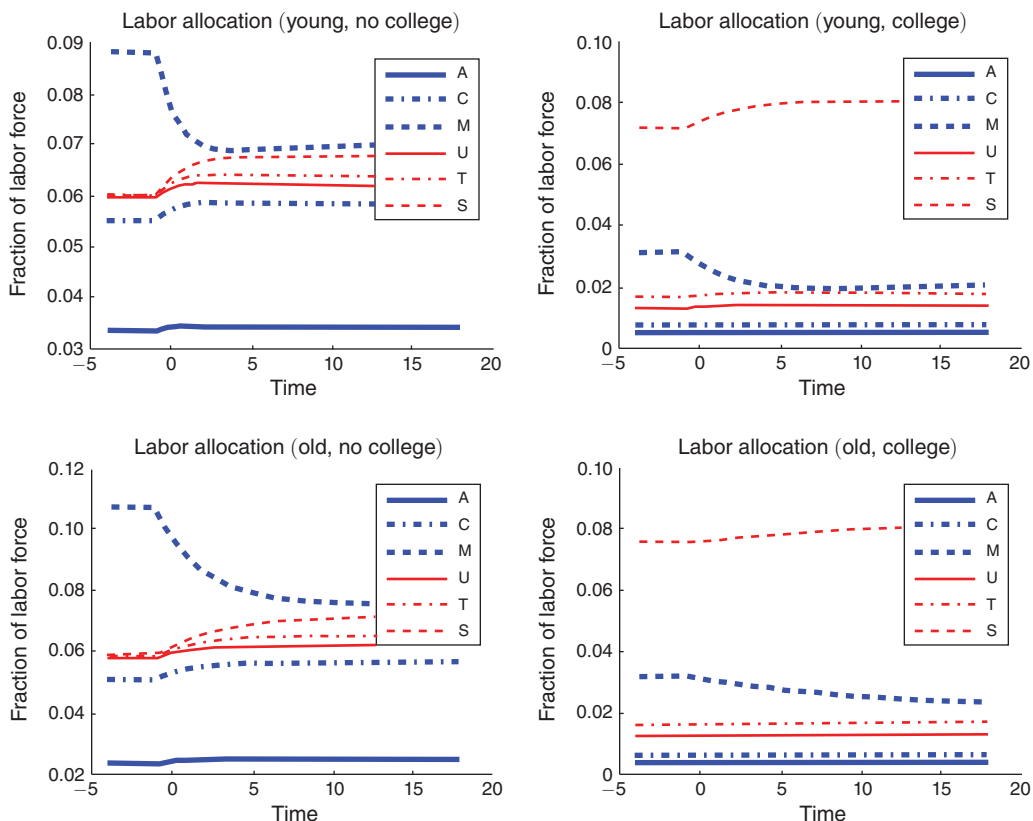 Labor allocation (young, no college)
Fraction of labor force
0.09
0.08
0.07
0.06
0.05
0.04
0.03
−5
0
5
10
15
20
Time
A
C
M
U
T
S
Labor allocation (young, college)
Fraction of labor force
0.10
0.08
0.06
0.04
0.02
0
−5
0
5
10
15
20
Time
A
C
M
U
T
S
Labor allocation (old, no college)
Fraction of labor force
0.12
0.10
0.08
0.06
0.04
0.02
−5
0
5
10
15
20
Time
A
C
M
U
T
S
Labor allocation (old, college)
Fraction of labor force
0.10
0.08
0.06
0.04
0.02
0
−5
0
5
10
15
20
Time
A
C
M
U
T
S